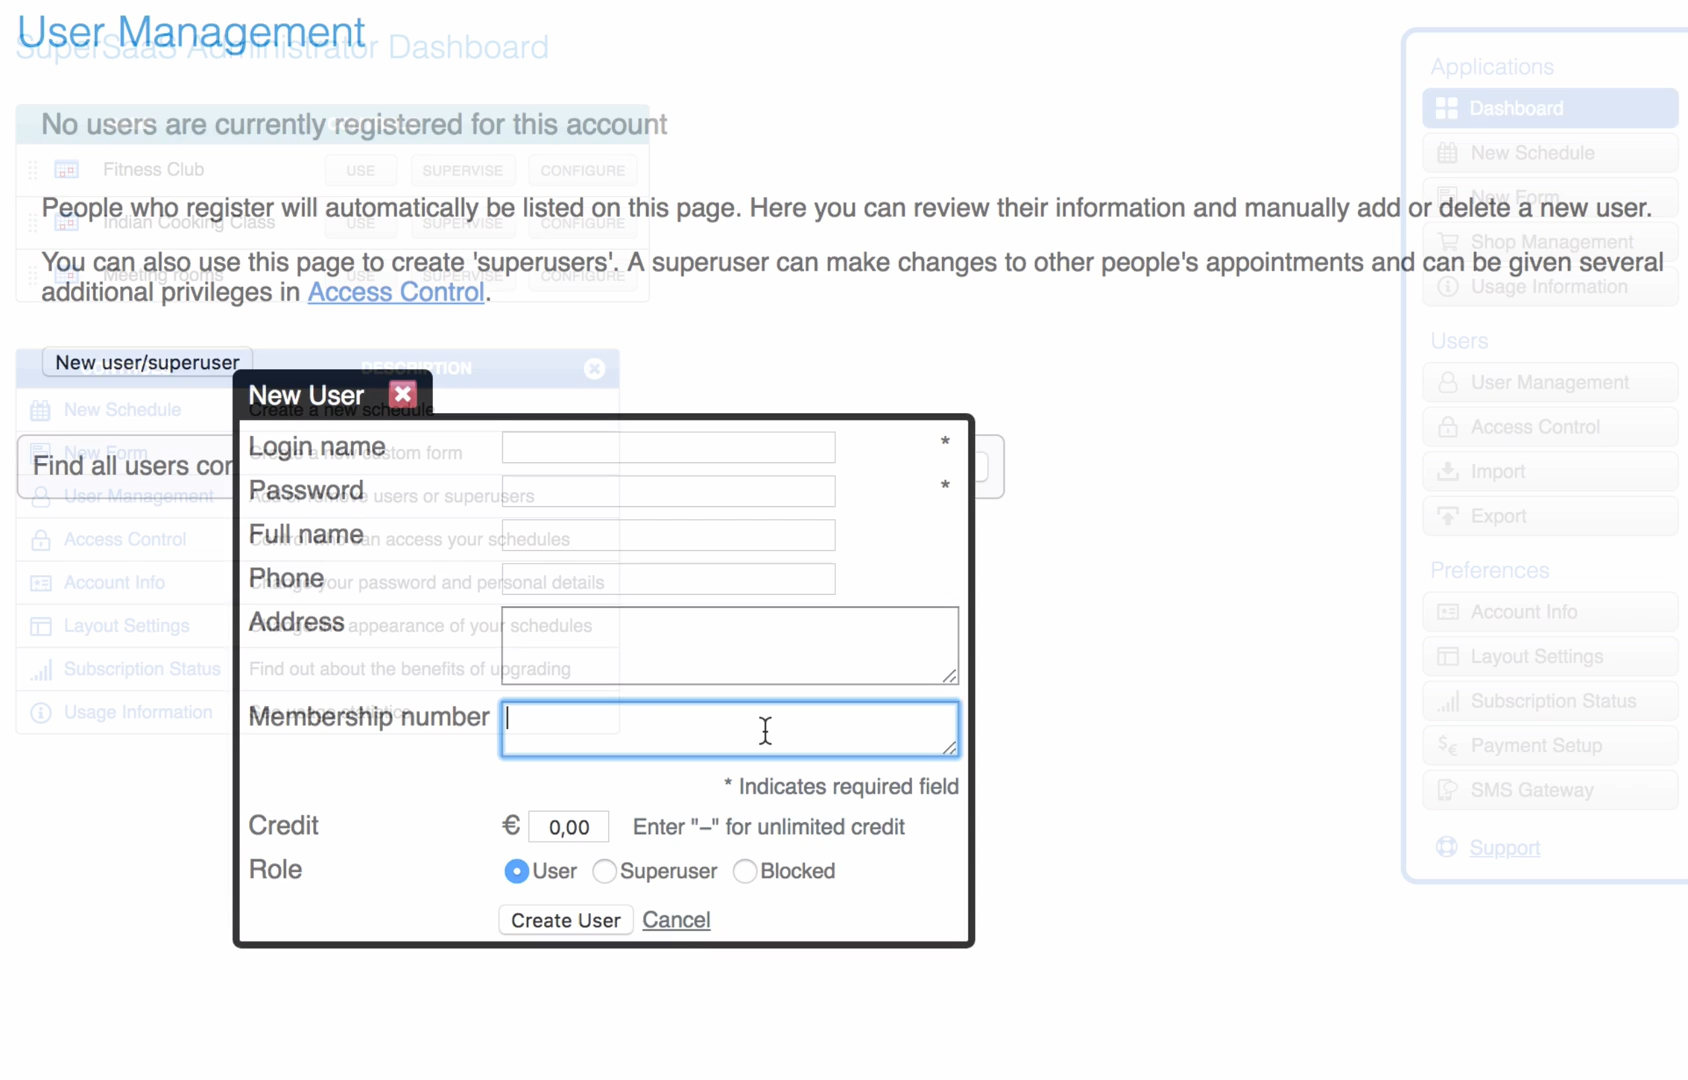 User Management
SuperSaaS Administrator Dashboard
No users are currently registered for this account
Fitness Club USE SUPERVISE CONFIGURE
People who register will automatically be listed on this page. Here you can review their information and manually add or delete a new user.
Indian Cooking Class USE SUPERVISE CONFIGURE
You can also use this page to create 'superusers'. A superuser can make changes to other people's appointments and can be given several
additional privileges in Access Control.
Meeting rooms USE SUPERVISE CONFIGURE
New user/superuser
DESCRIPTION
New Schedule Create a new schedule
New Form Create a new custom form
Find all users con
User Management Add or remove users or superusers
Access Control Control who can access your schedules
Account Info Change your password and personal details
Layout Settings Change the appearance of your schedules
Subscription Status Find out about the benefits of upgrading
Usage Information See usage statistics
New User
Login name *
Password *
Full name
Phone
Address
Membership number
* Indicates required field
Credit € 0,00 Enter "–" for unlimited credit
Role User Superuser Blocked
Create User Cancel
Applications
Dashboard
New Schedule
New Form
Shop Management
Usage Information
Users
User Management
Access Control
Import
Export
Preferences
Account Info
Layout Settings
Subscription Status
Payment Setup
SMS Gateway
Support